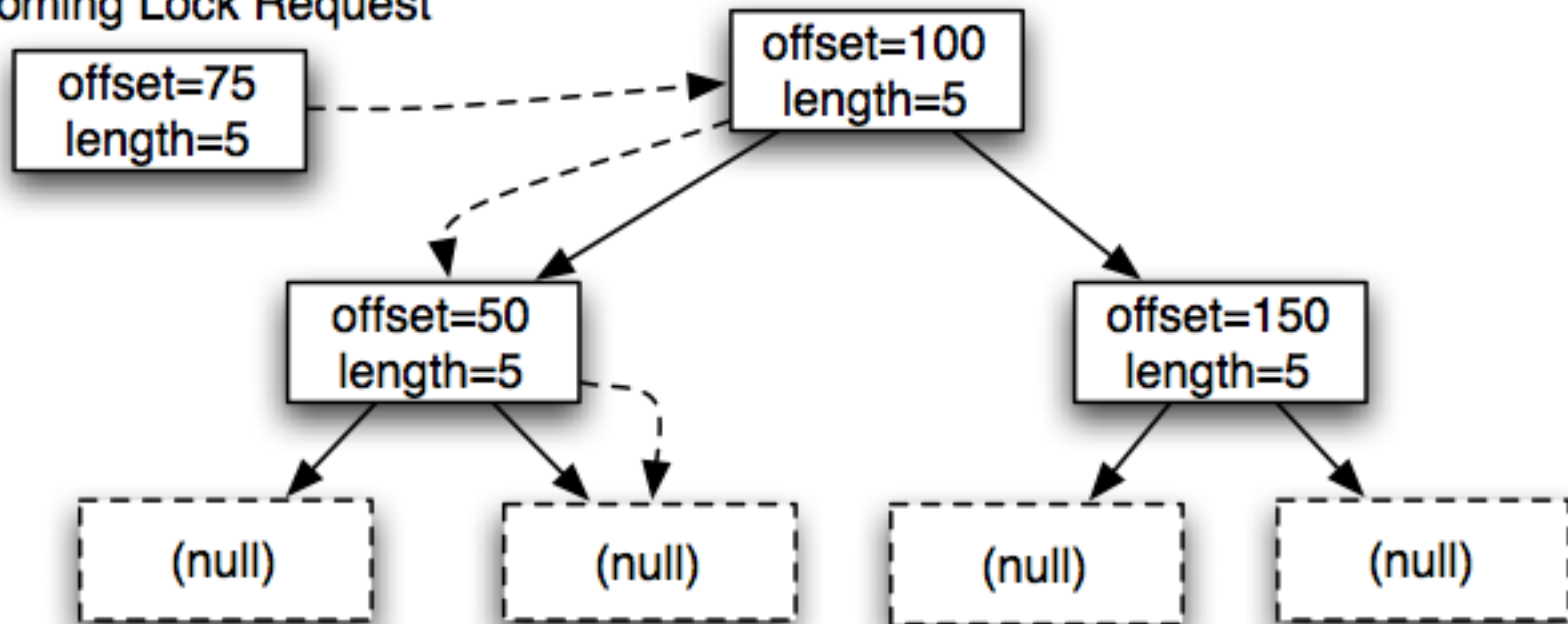 Lock Request
offset=75
length=5
offset=100
length=5
offset=50
length=5
offset=150
length=5
(null)
(null)
(null)
(null)